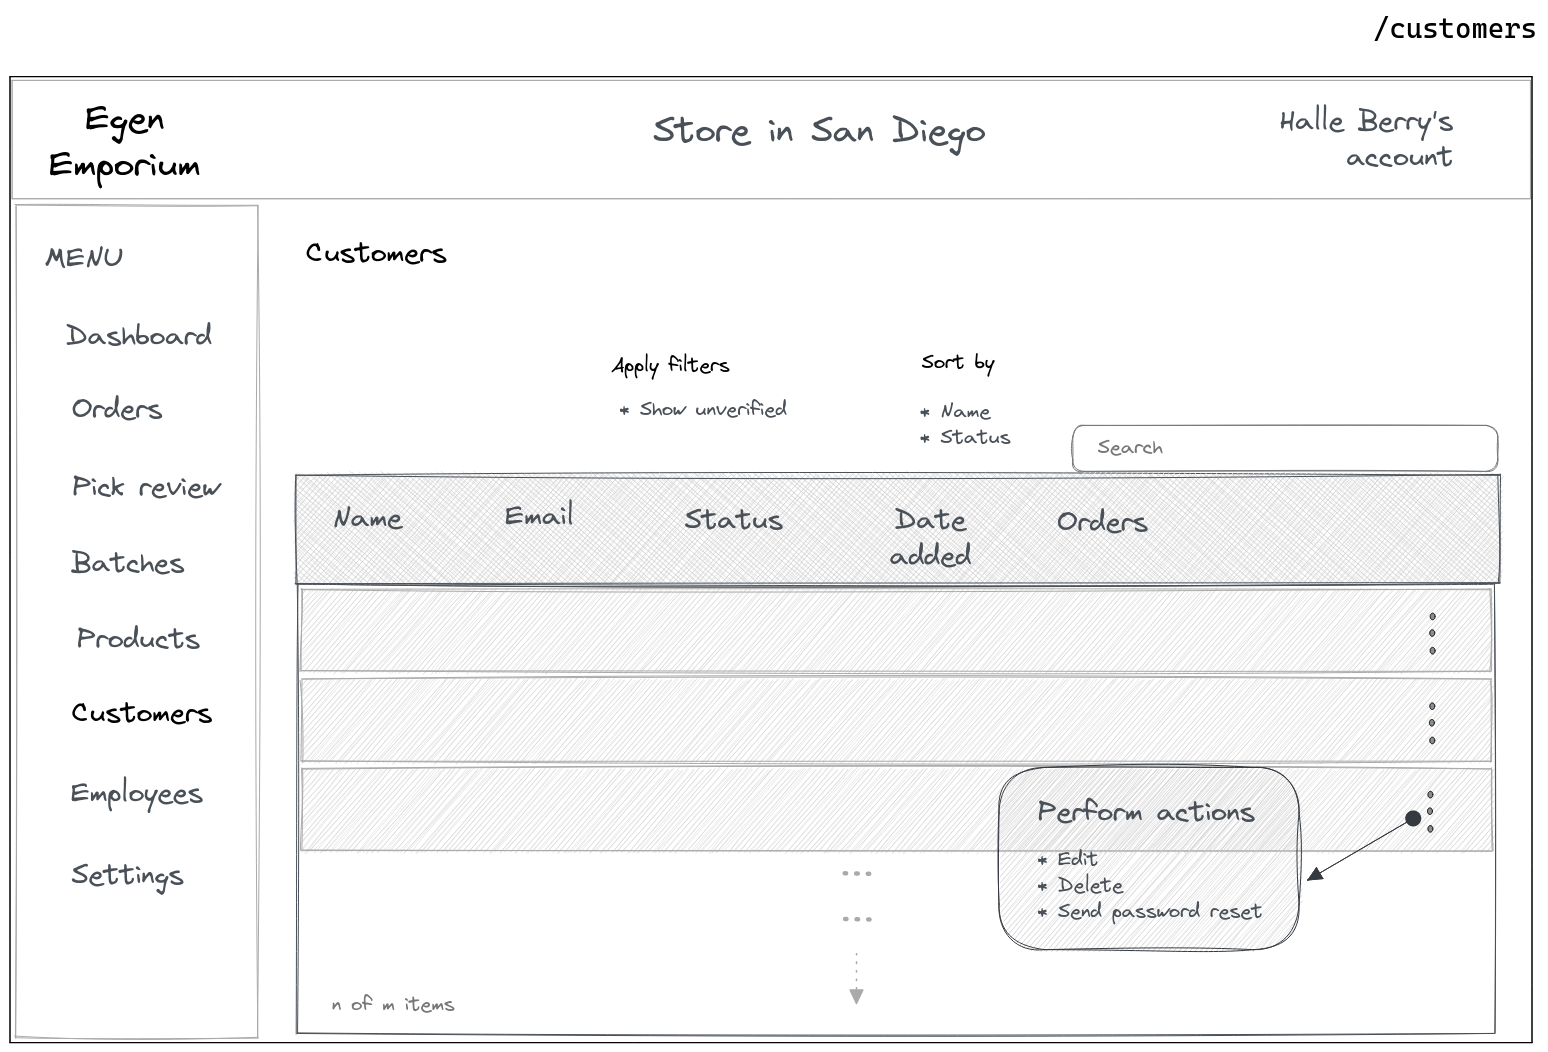 /customers
Egen
Emporium
Store in San Diego
Halle Berry's
account
MENU
Dashboard
Orders
Pick review
Batches
Products
Customers
Employees
Settings
Customers
Apply filters
* Show unverified
Sort by
* Name
* Status
Search
Name
Email
Status
Date
added
Orders
Perform actions
* Edit
* Delete
* Send password reset
...
...
n of m items